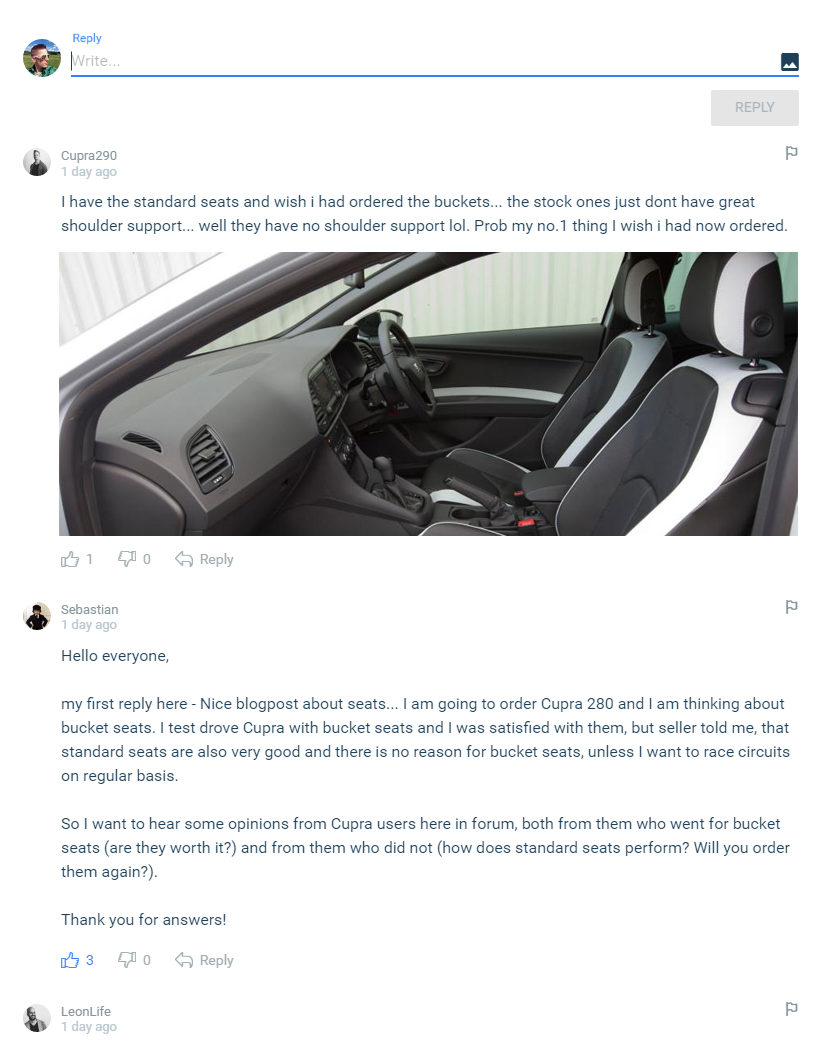 Reply
Write...
REPLY
Cupra290
1 day ago
I have the standard seats and wish i had ordered the buckets... the stock ones just dont have great
shoulder support... well they have no shoulder support lol. Prob my no.1 thing I wish i had now ordered.
1 0 Reply
Sebastian
1 day ago
Hello everyone,
my first reply here - Nice blogpost about seats... I am going to order Cupra 280 and I am thinking about
bucket seats. I test drove Cupra with bucket seats and I was satisfied with them, but seller told me, that
standard seats are also very good and there is no reason for bucket seats, unless I want to race circuits
on regular basis.
So I want to hear some opinions from Cupra users here in forum, both from them who went for bucket
seats (are they worth it?) and from them who did not (how does standard seats perform? Will you order
them again?).
Thank you for answers!
3 0 Reply
LeonLife
1 day ago